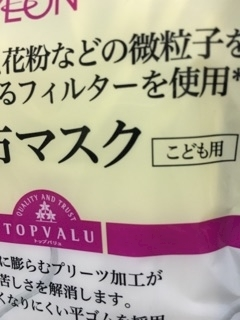 ÆON
花粉などの微粒子を
るフィルターを使用*
マスク こども用
QUALITY AND TRUST
TOPVALU
トップバリュ
に膨らむプリーツ加工が
苦しさを解消します。
くなりにくい平ゴムを採用